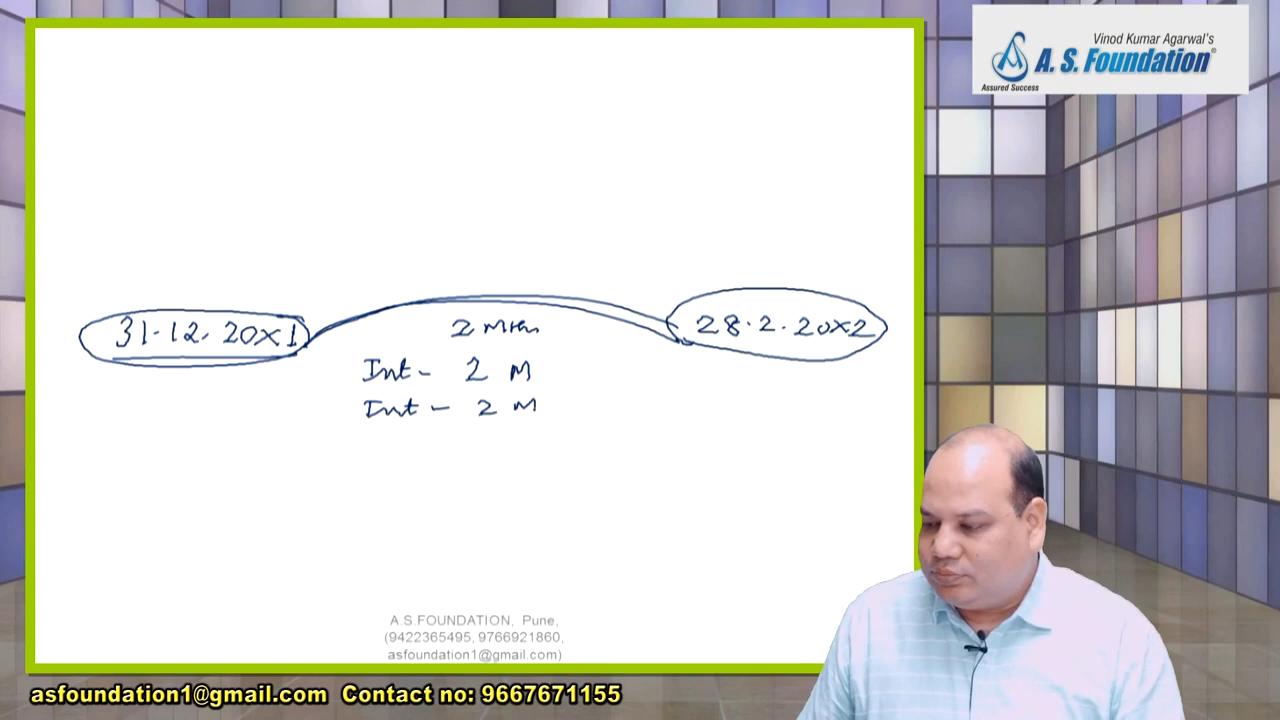 Vinod Kumar Agarwal's
A. S. Foundation®
Assured Success
31.12.20X1
2 Mths
28.2.20X2
Int - 2 M
Int - 2 M
A.S.FOUNDATION, Pune,
(9422365495, 9766921860,
asfoundation1@gmail.com)
asfoundation1@gmail.com Contact no: 9667671155